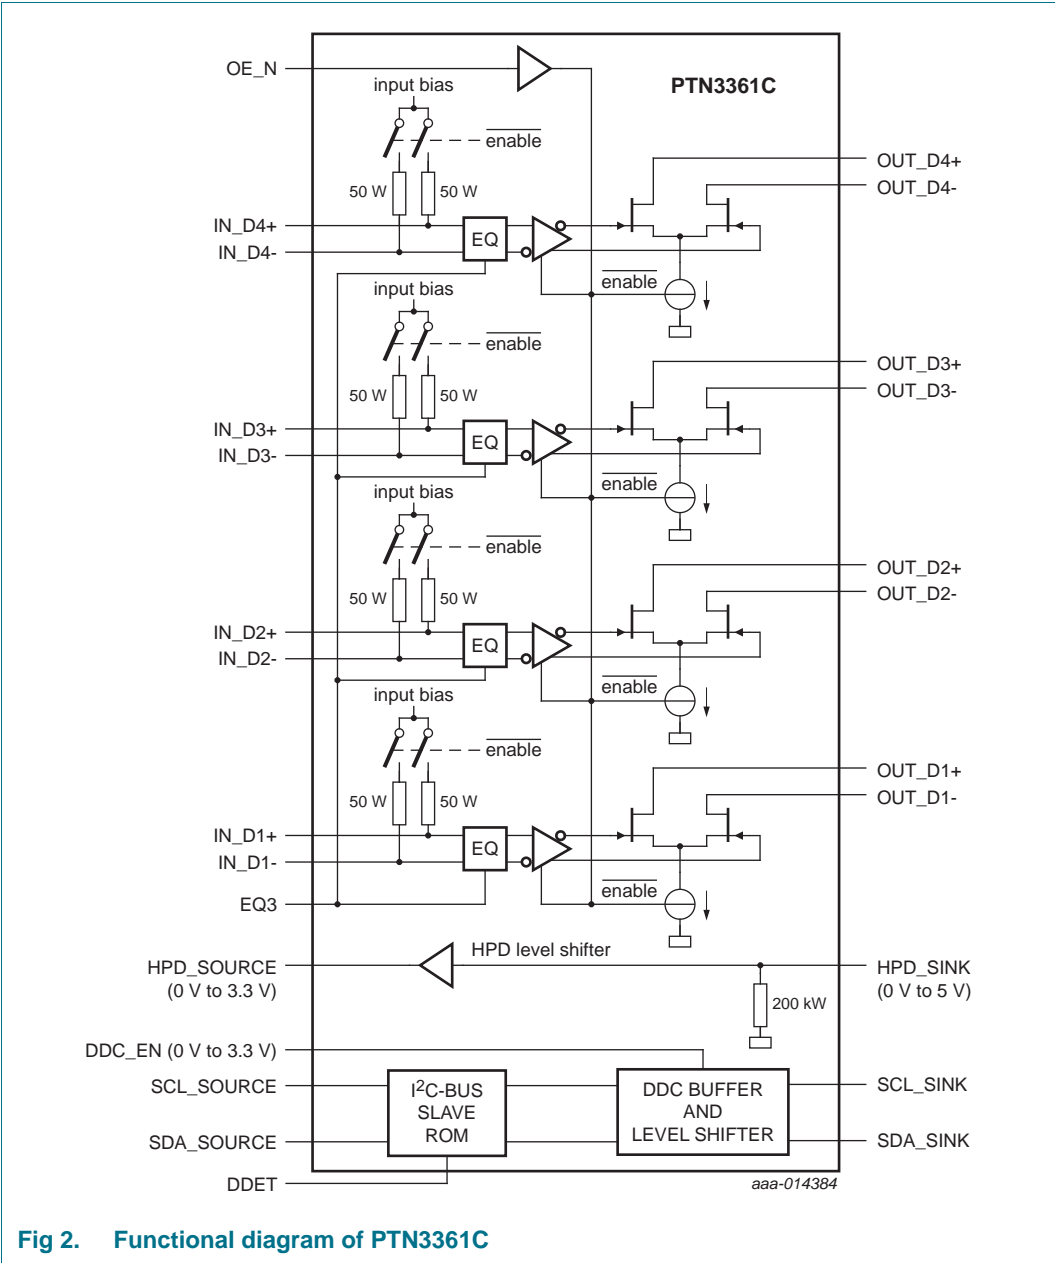 OE_N
PTN3361C
input bias
enable
50 W
50 W
OUT_D4+
OUT_D4-
IN_D4+
IN_D4-
EQ
enable
input bias
enable
50 W
50 W
OUT_D3+
OUT_D3-
IN_D3+
IN_D3-
EQ
enable
input bias
enable
50 W
50 W
OUT_D2+
OUT_D2-
IN_D2+
IN_D2-
EQ
enable
input bias
enable
50 W
50 W
OUT_D1+
OUT_D1-
IN_D1+
IN_D1-
EQ
enable
EQ3
HPD level shifter
HPD_SOURCE
(0 V to 3.3 V)
HPD_SINK
(0 V to 5 V)
200 kW
DDC_EN (0 V to 3.3 V)
SCL_SOURCE
SDA_SOURCE
I2C-BUS
SLAVE
ROM
DDC BUFFER
AND
LEVEL SHIFTER
SCL_SINK
SDA_SINK
DDET
aaa-014384
Fig 2. Functional diagram of PTN3361C